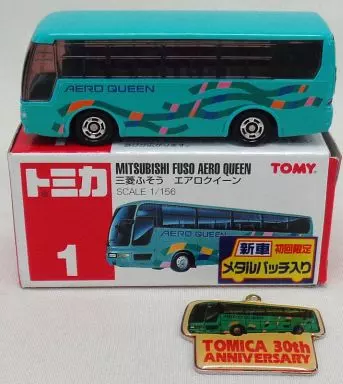 AERO QUEEN
トミカ
MITSUBISHI FUSO AERO QUEEN
三菱ふそう エアロクイーン
SCALE 1/156
TOMY
AERO QUEEN
1
新車 初回限定
メタルバッチ入り
TOMICA 30th
ANNIVERSARY